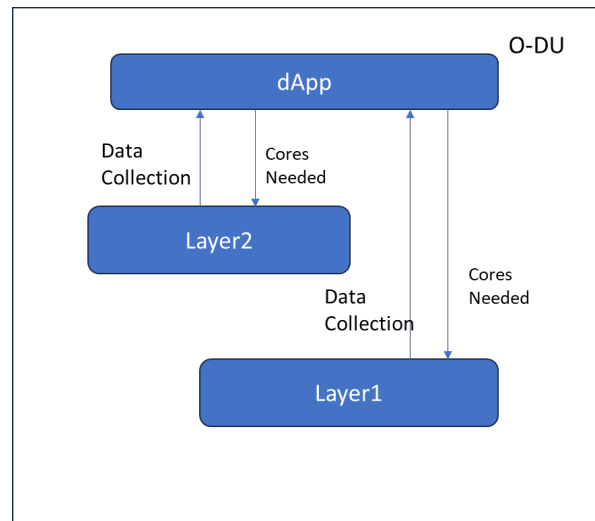 O-DU
dApp
Data
Collection
Cores
Needed
Layer2
Data
Collection
Cores
Needed
Layer1